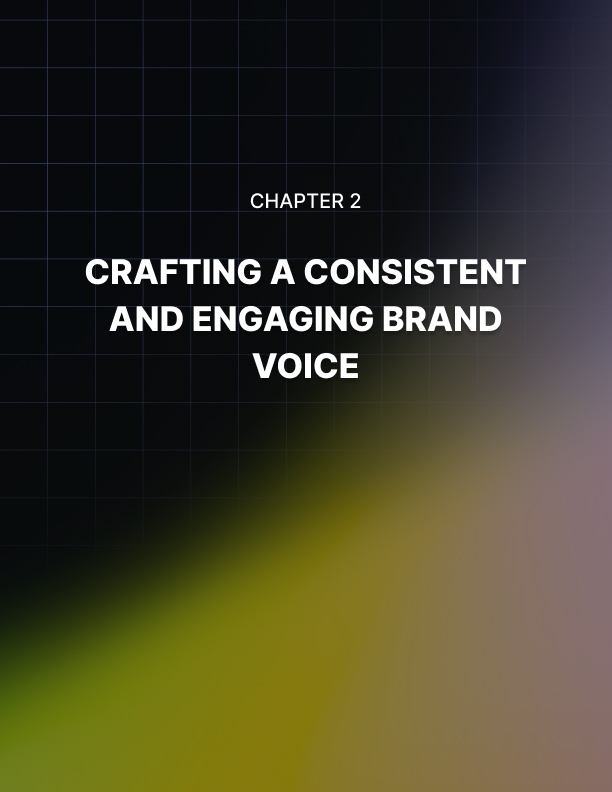 CHAPTER 2
CRAFTING A CONSISTENT
AND ENGAGING BRAND
VOICE